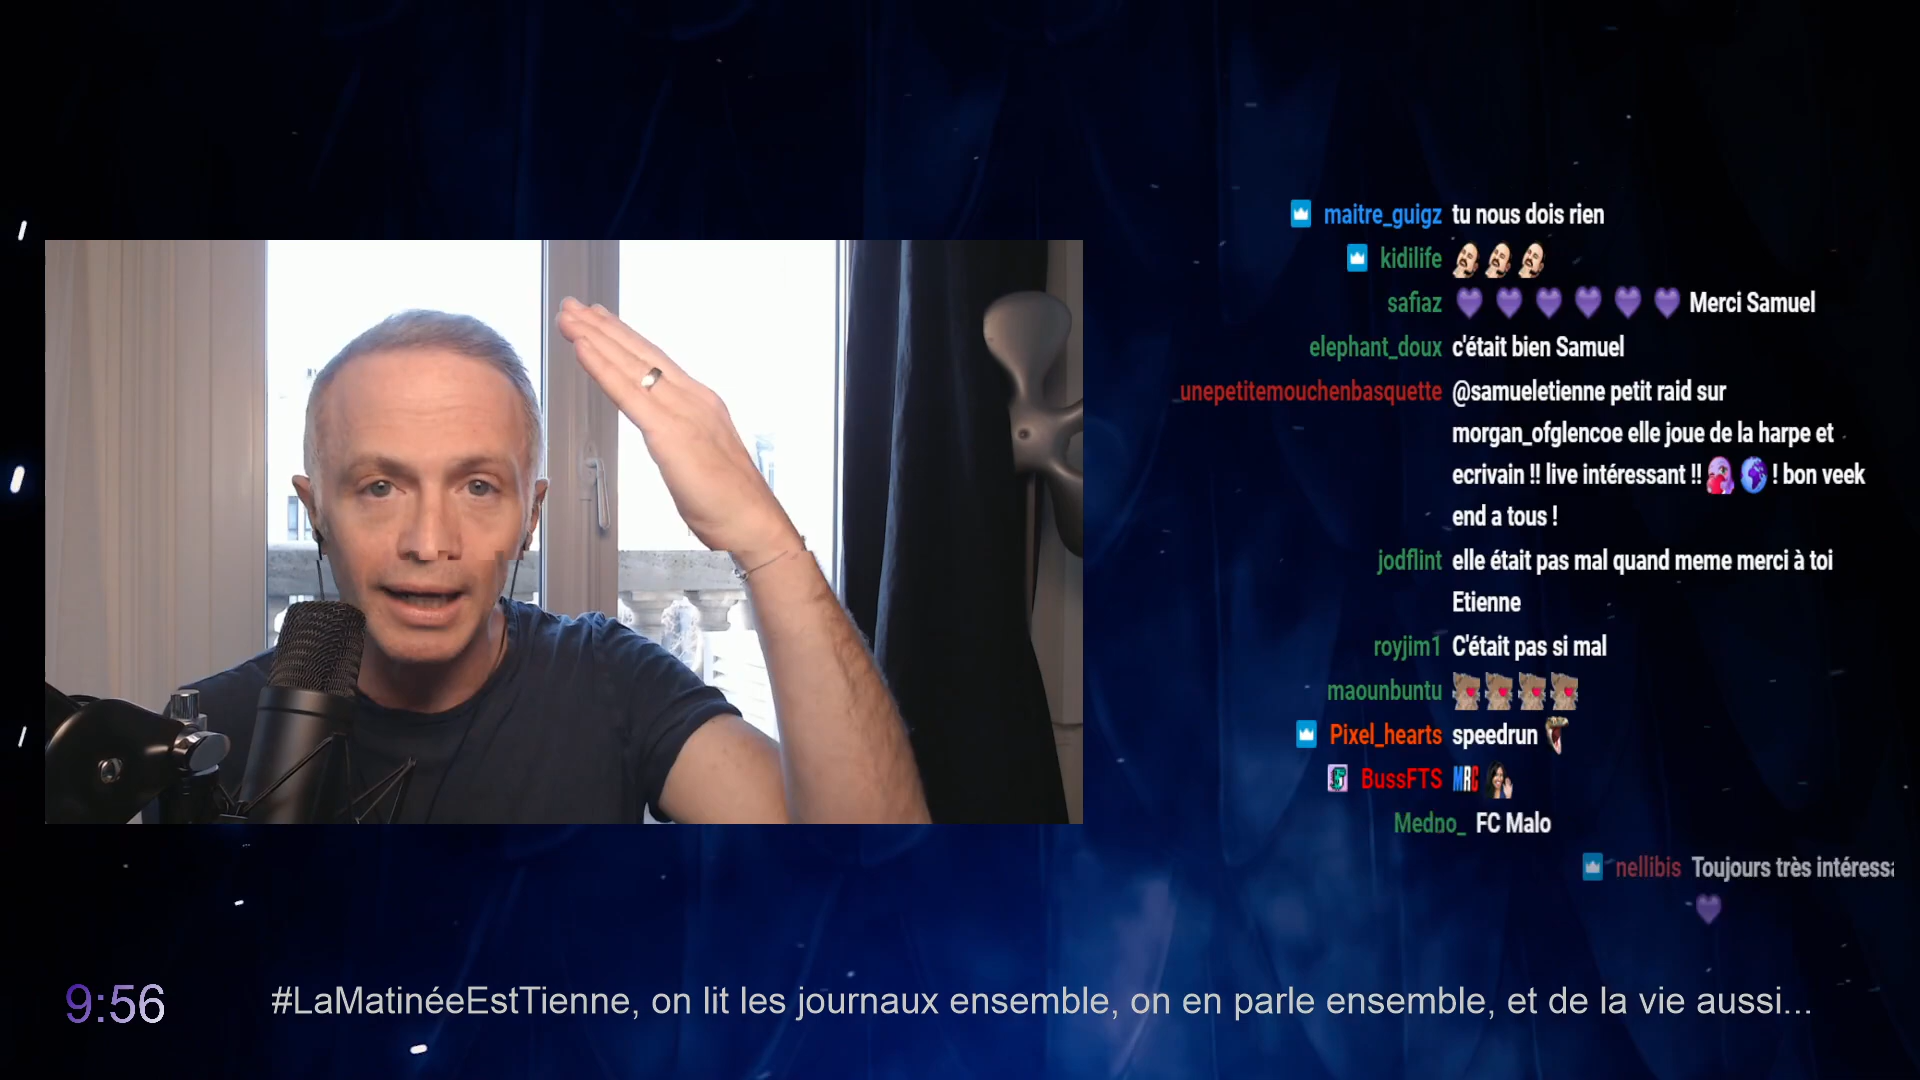 maitre_guigz tu nous dois rien
kidilife
safiaz Merci Samuel
elephant_doux c'était bien Samuel
unepetitemouchenbasquette @samueletienne petit raid sur
morgan_ofglencoe elle joue de la harpe et
ecrivain !! live intéressant !! ! bon veek
end a tous !
jodflint elle était pas mal quand meme merci à toi
Etienne
royjim1 C'était pas si mal
maounbuntu
Pixel_hearts speedrun
BussFTS MRC
Medno_ FC Malo
nellibis Toujours très intéressa
9:56 #LaMatinéeEstTienne, on lit les journaux ensemble, on en parle ensemble, et de la vie aussi...